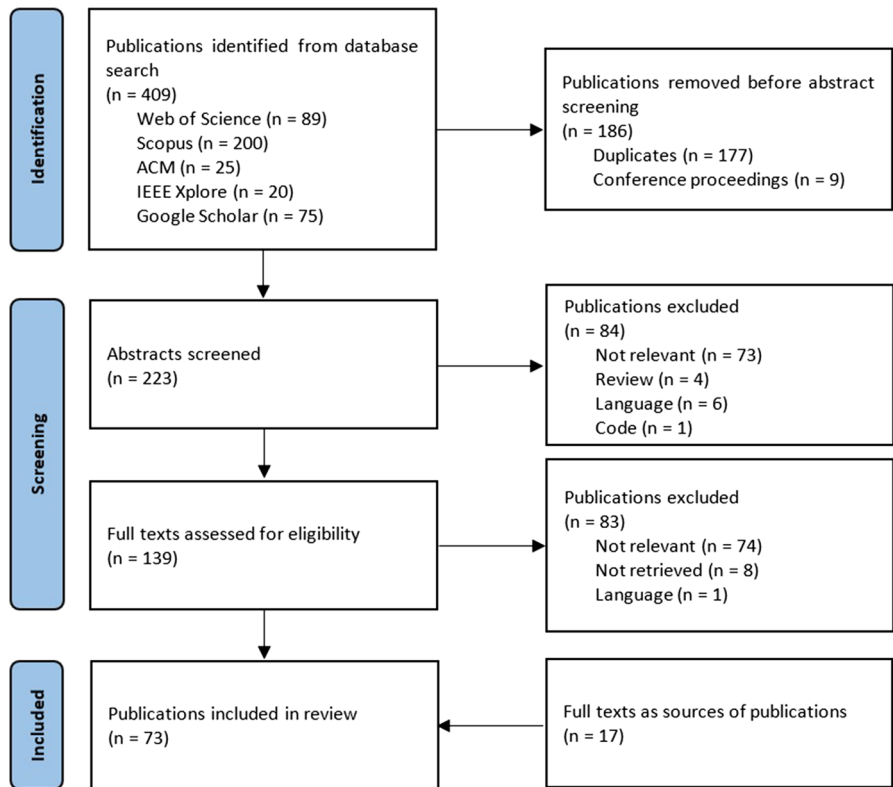 Identification
Publications identified from database
search
(n = 409)
Web of Science (n = 89)
Scopus (n = 200)
ACM (n = 25)
IEEE Xplore (n = 20)
Google Scholar (n = 75)
Publications removed before abstract
screening
(n = 186)
Duplicates (n = 177)
Conference proceedings (n = 9)
Screening
Abstracts screened
(n = 223)
Publications excluded
(n = 84)
Not relevant (n = 73)
Review (n = 4)
Language (n = 6)
Code (n = 1)
Full texts assessed for eligibility
(n = 139)
Publications excluded
(n = 83)
Not relevant (n = 74)
Not retrieved (n = 8)
Language (n = 1)
Included
Publications included in review
(n = 73)
Full texts as sources of publications
(n = 17)